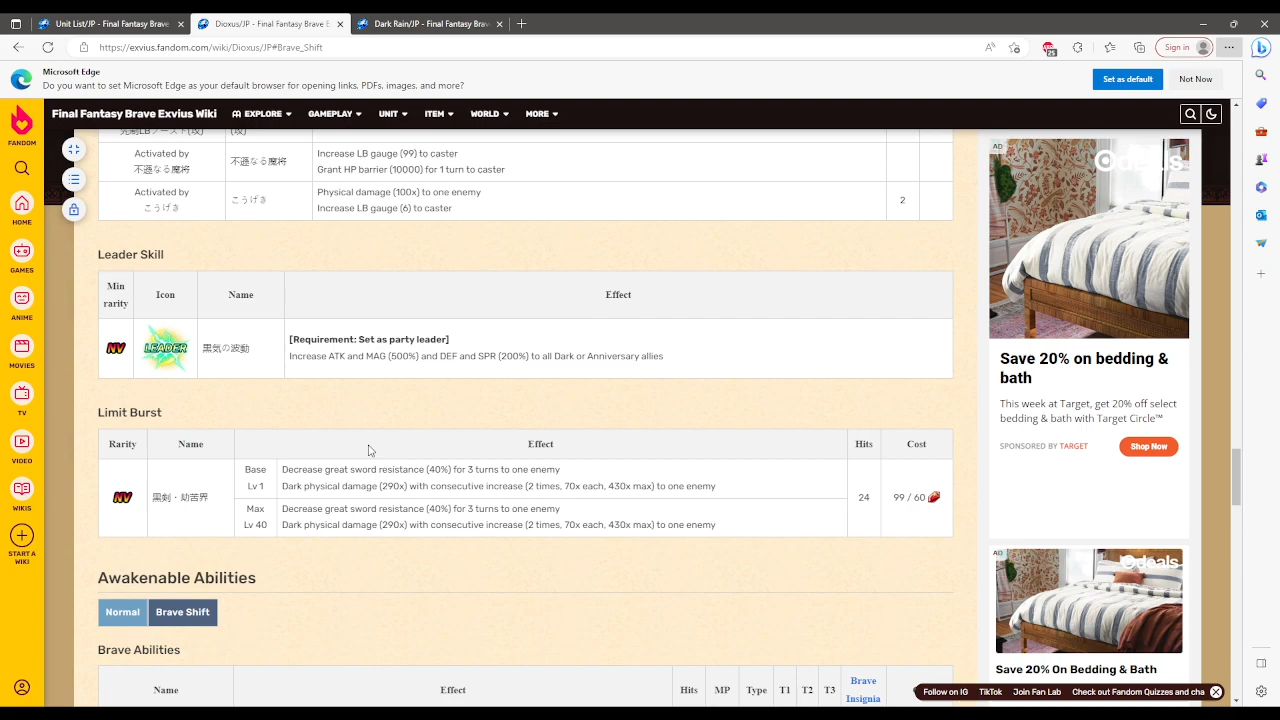 Unit List/JP - Final Fantasy Brave
Dioxus/JP - Final Fantasy Brave E
Dark Rain/JP - Final Fantasy Brav
https://exvius.fandom.com/wiki/Dioxus/JP#Brave_Shift
25
Sign in
Microsoft Edge
Do you want to set Microsoft Edge as your default browser for opening links, PDFs, images, and more?
Set as default
Not Now
FANDOM
HOME
GAMES
ANIME
MOVIES
TV
VIDEO
WIKIS
START A
WIKI
Final Fantasy Brave Exvius Wiki
EXPLORE
GAMEPLAY
UNIT
ITEM
WORLD
MORE
Activated by
不遜なる魔将
不遜なる魔将
Increase LB gauge (99) to caster
Grant HP barrier (10000) for 1 turn to caster
Activated by
こうげき
こうげき
Physical damage (100x) to one enemy
Increase LB gauge (6) to caster
2
Leader Skill
Min
rarity
Icon
Name
Effect
NV
LEADER
黒気の波動
[Requirement: Set as party leader]
Increase ATK and MAG (500%) and DEF and SPR (200%) to all Dark or Anniversary allies
Limit Burst
Rarity
Name
Effect
Hits
Cost
NV
黒剣・劫苦界
Base
Lv 1
Decrease great sword resistance (40%) for 3 turns to one enemy
Dark physical damage (290x) with consecutive increase (2 times, 70x each, 430x max) to one enemy
Max
Lv 40
Decrease great sword resistance (40%) for 3 turns to one enemy
Dark physical damage (290x) with consecutive increase (2 times, 70x each, 430x max) to one enemy
24
99 / 60
Awakenable Abilities
Normal
Brave Shift
Brave Abilities
Name
Effect
Hits
MP
Type
T1
T2
T3
Brave
Insignia
AD
deals
Save 20% on bedding &
bath
This week at Target, get 20% off select
bedding & bath with Target Circle™
SPONSORED BY TARGET
Shop Now
AD
deals
Save 20% On Bedding & Bath
Follow on IG
TikTok
Join Fan Lab
Check out Fandom Quizzes and cha